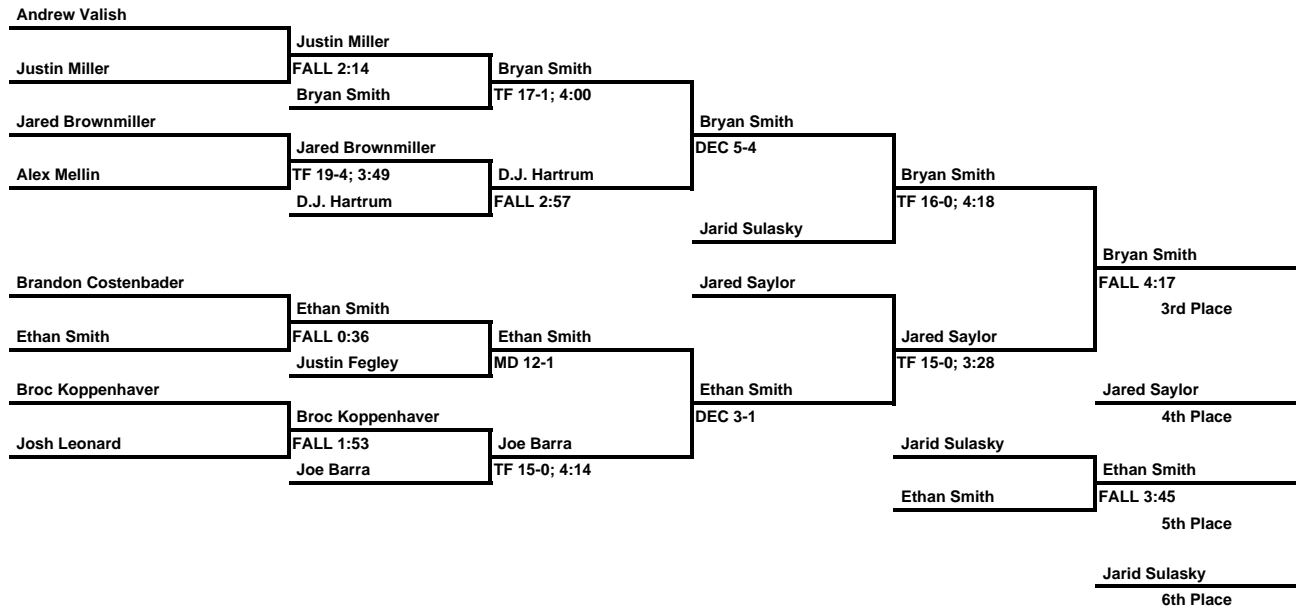 Andrew Valish
Justin Miller
Justin Miller
FALL 2:14
Bryan Smith
Bryan Smith
TF 17-1; 4:00
Jared Brownmiller
Bryan Smith
Jared Brownmiller
DEC 5-4
Alex Mellin
TF 19-4; 3:49
D.J. Hartrum
Bryan Smith
D.J. Hartrum
FALL 2:57
TF 16-0; 4:18
Jarid Sulasky
Bryan Smith
Brandon Costenbader
Jared Saylor
FALL 4:17
Ethan Smith
3rd Place
Ethan Smith
FALL 0:36
Ethan Smith
Jared Saylor
Justin Fegley
MD 12-1
TF 15-0; 3:28
Broc Koppenhaver
Ethan Smith
Jared Saylor
Broc Koppenhaver
DEC 3-1
4th Place
Josh Leonard
FALL 1:53
Joe Barra
Jarid Sulasky
Joe Barra
TF 15-0; 4:14
Ethan Smith
Ethan Smith
FALL 3:45
5th Place
Jarid Sulasky
6th Place